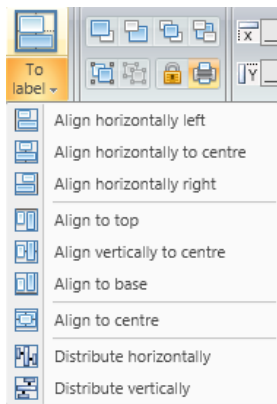 X
To
label
Y
Align horizontally left
Align horizontally to centre
Align horizontally right
Align to top
Align vertically to centre
Align to base
Align to centre
Distribute horizontally
Distribute vertically